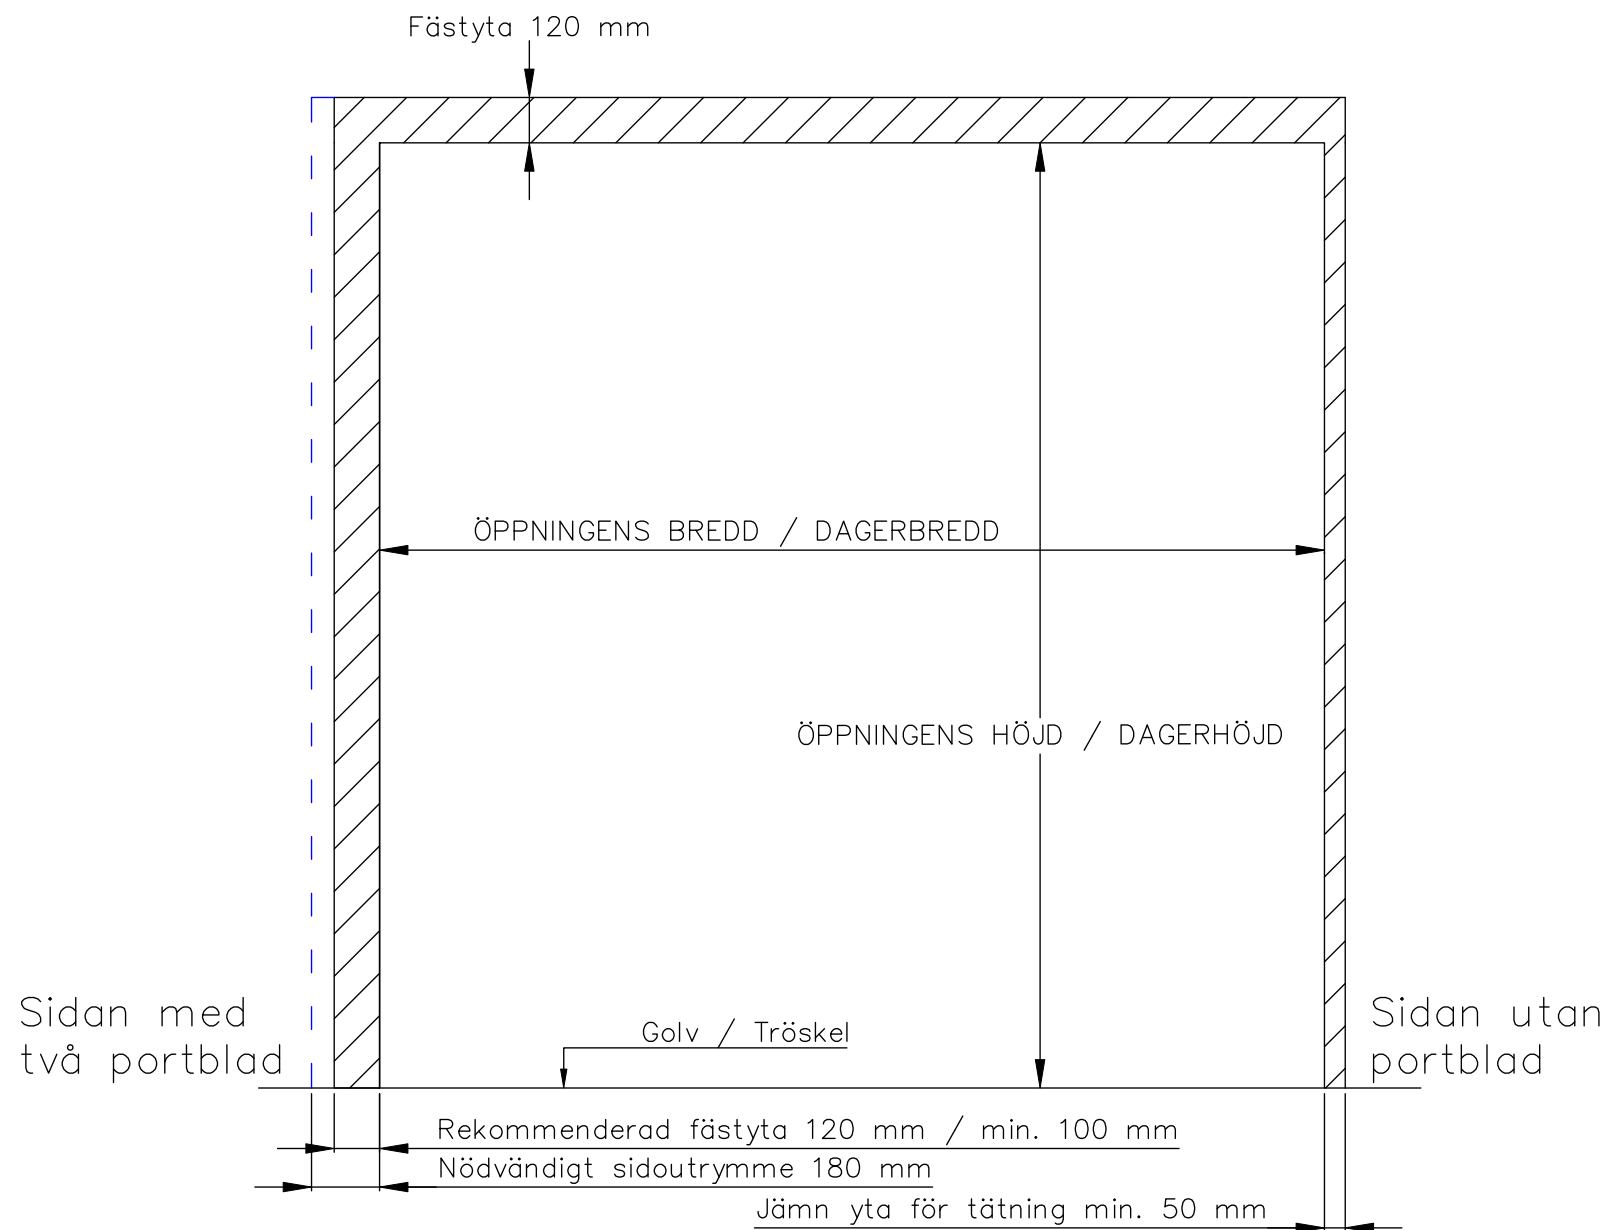 Fästyta 120 mm
ÖPPNINGENS BREDD / DAGERBREDD
ÖPPNINGENS HÖJD / DAGERHÖJD
Sidan med
två portblad
Golv / Tröskel
Sidan utan
portblad
Rekommenderad fästyta 120 mm / min. 100 mm
Nödvändigt sidoutrymme 180 mm
Jämn yta för tätning min. 50 mm